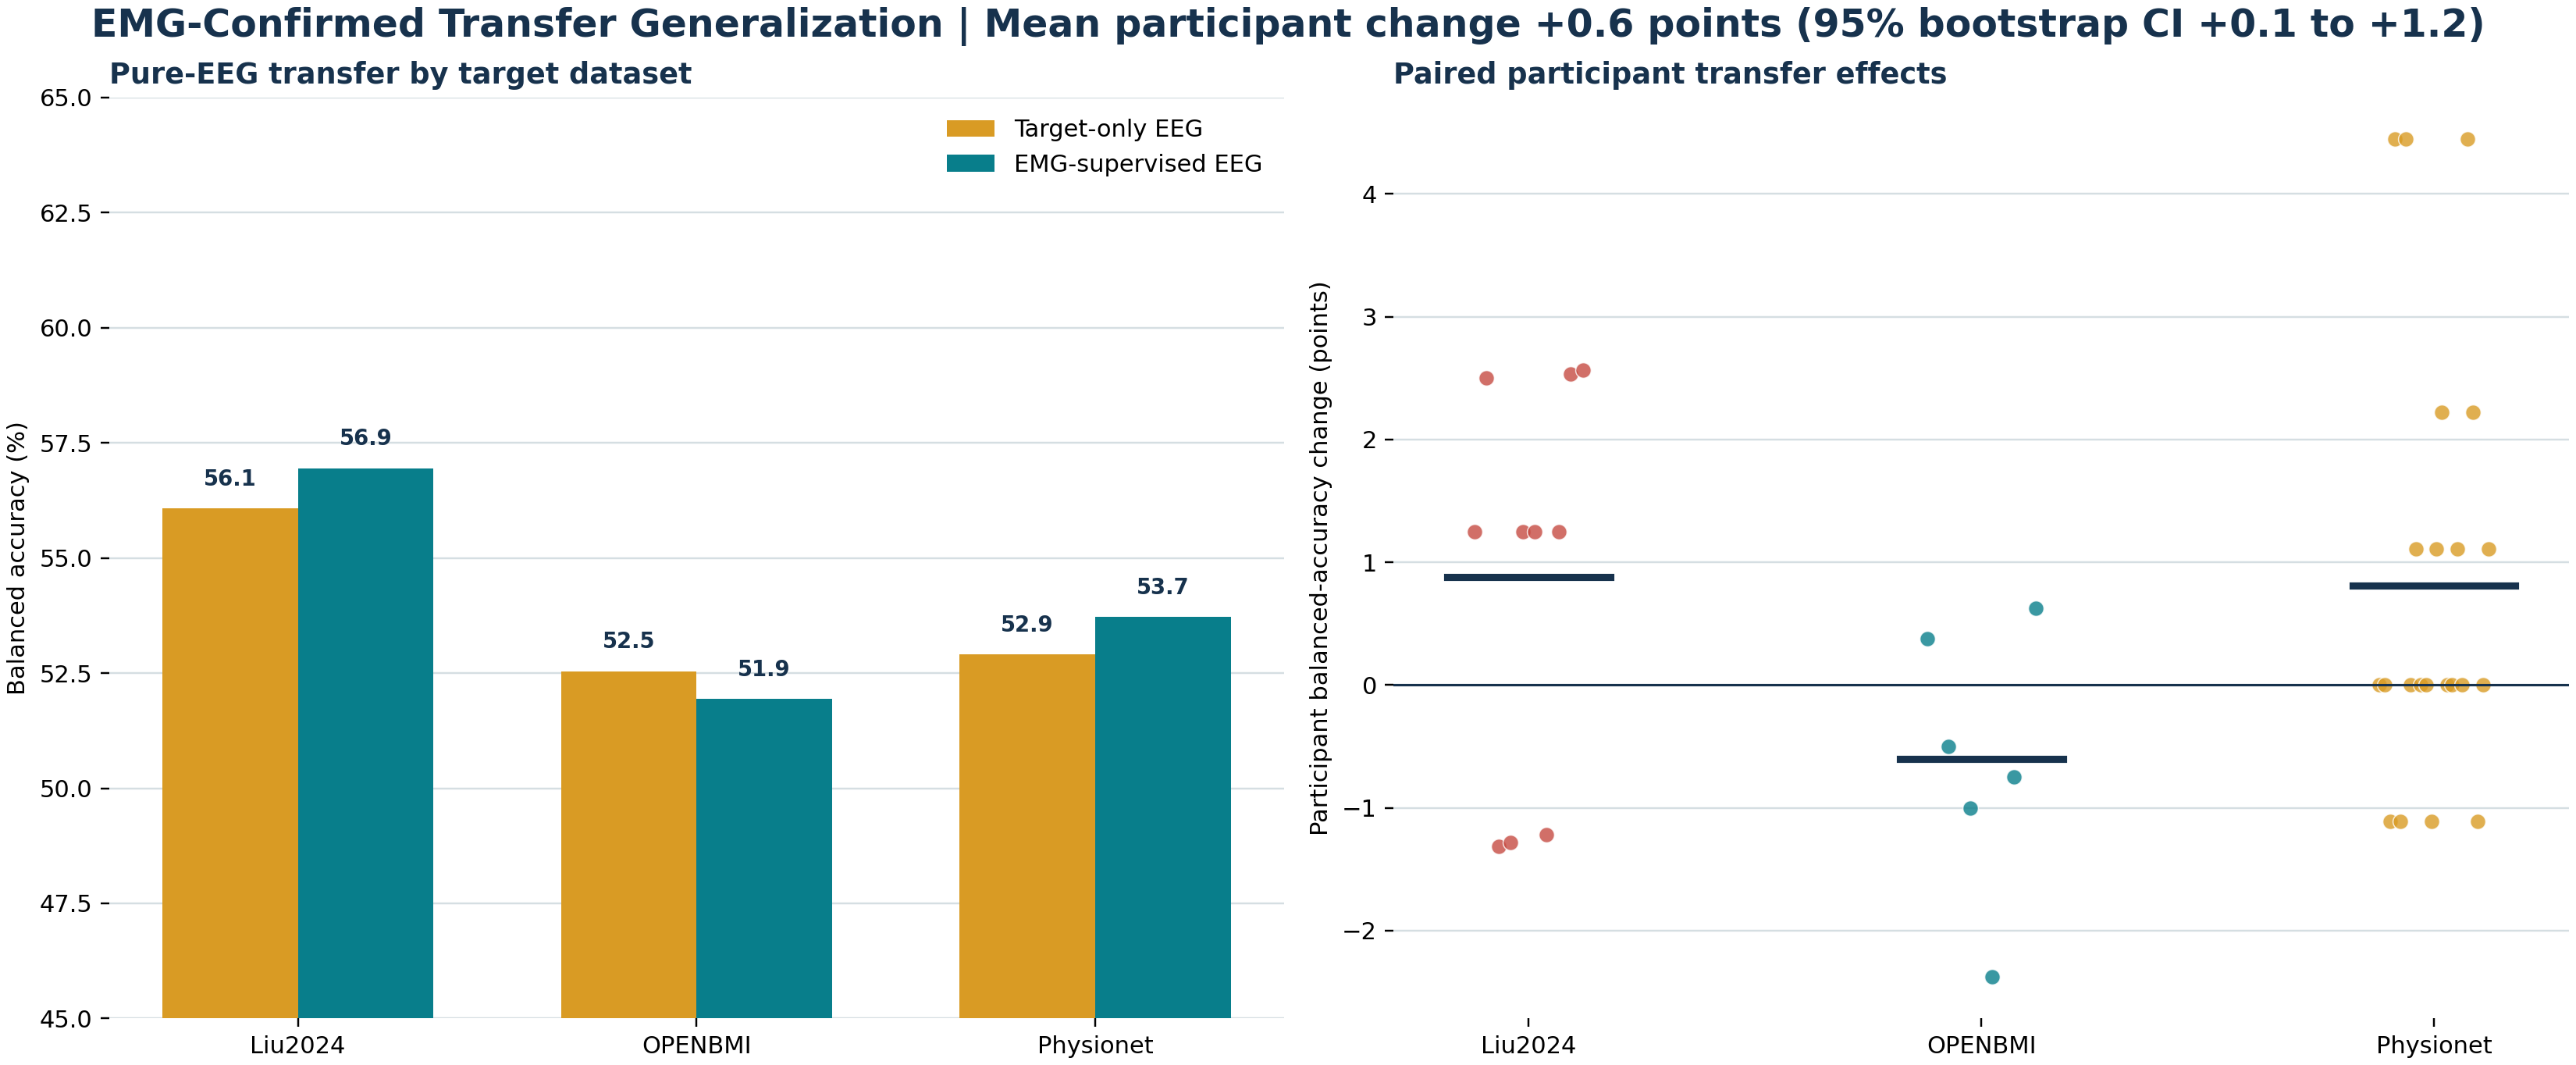 EMG-Confirmed Transfer Generalization | Mean participant change +0.6 points (95% bootstrap CI +0.1 to +1.2)
Pure-EEG transfer by target dataset
Balanced accuracy (%)
65.0
62.5
60.0
57.5
55.0
52.5
50.0
47.5
45.0
Target-only EEG
EMG-supervised EEG
56.1
56.9
52.5
51.9
52.9
53.7
Liu2024
OPENBMI
Physionet
Paired participant transfer effects
Participant balanced-accuracy change (points)
4
3
2
1
0
−1
−2
Liu2024
OPENBMI
Physionet